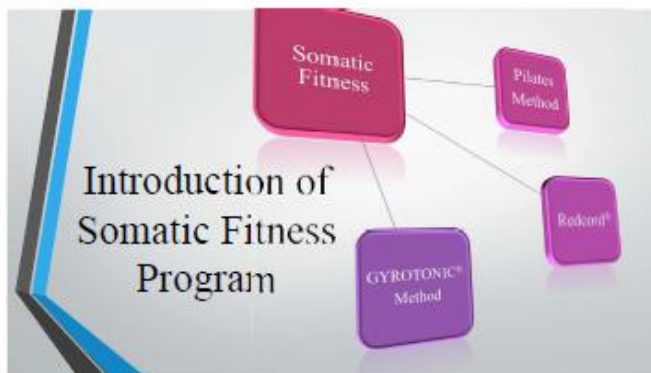 Somatic
Fitness
Pilates
Method
Redcord®
Introduction of
Somatic Fitness
Program
GYROTONIC®
Method